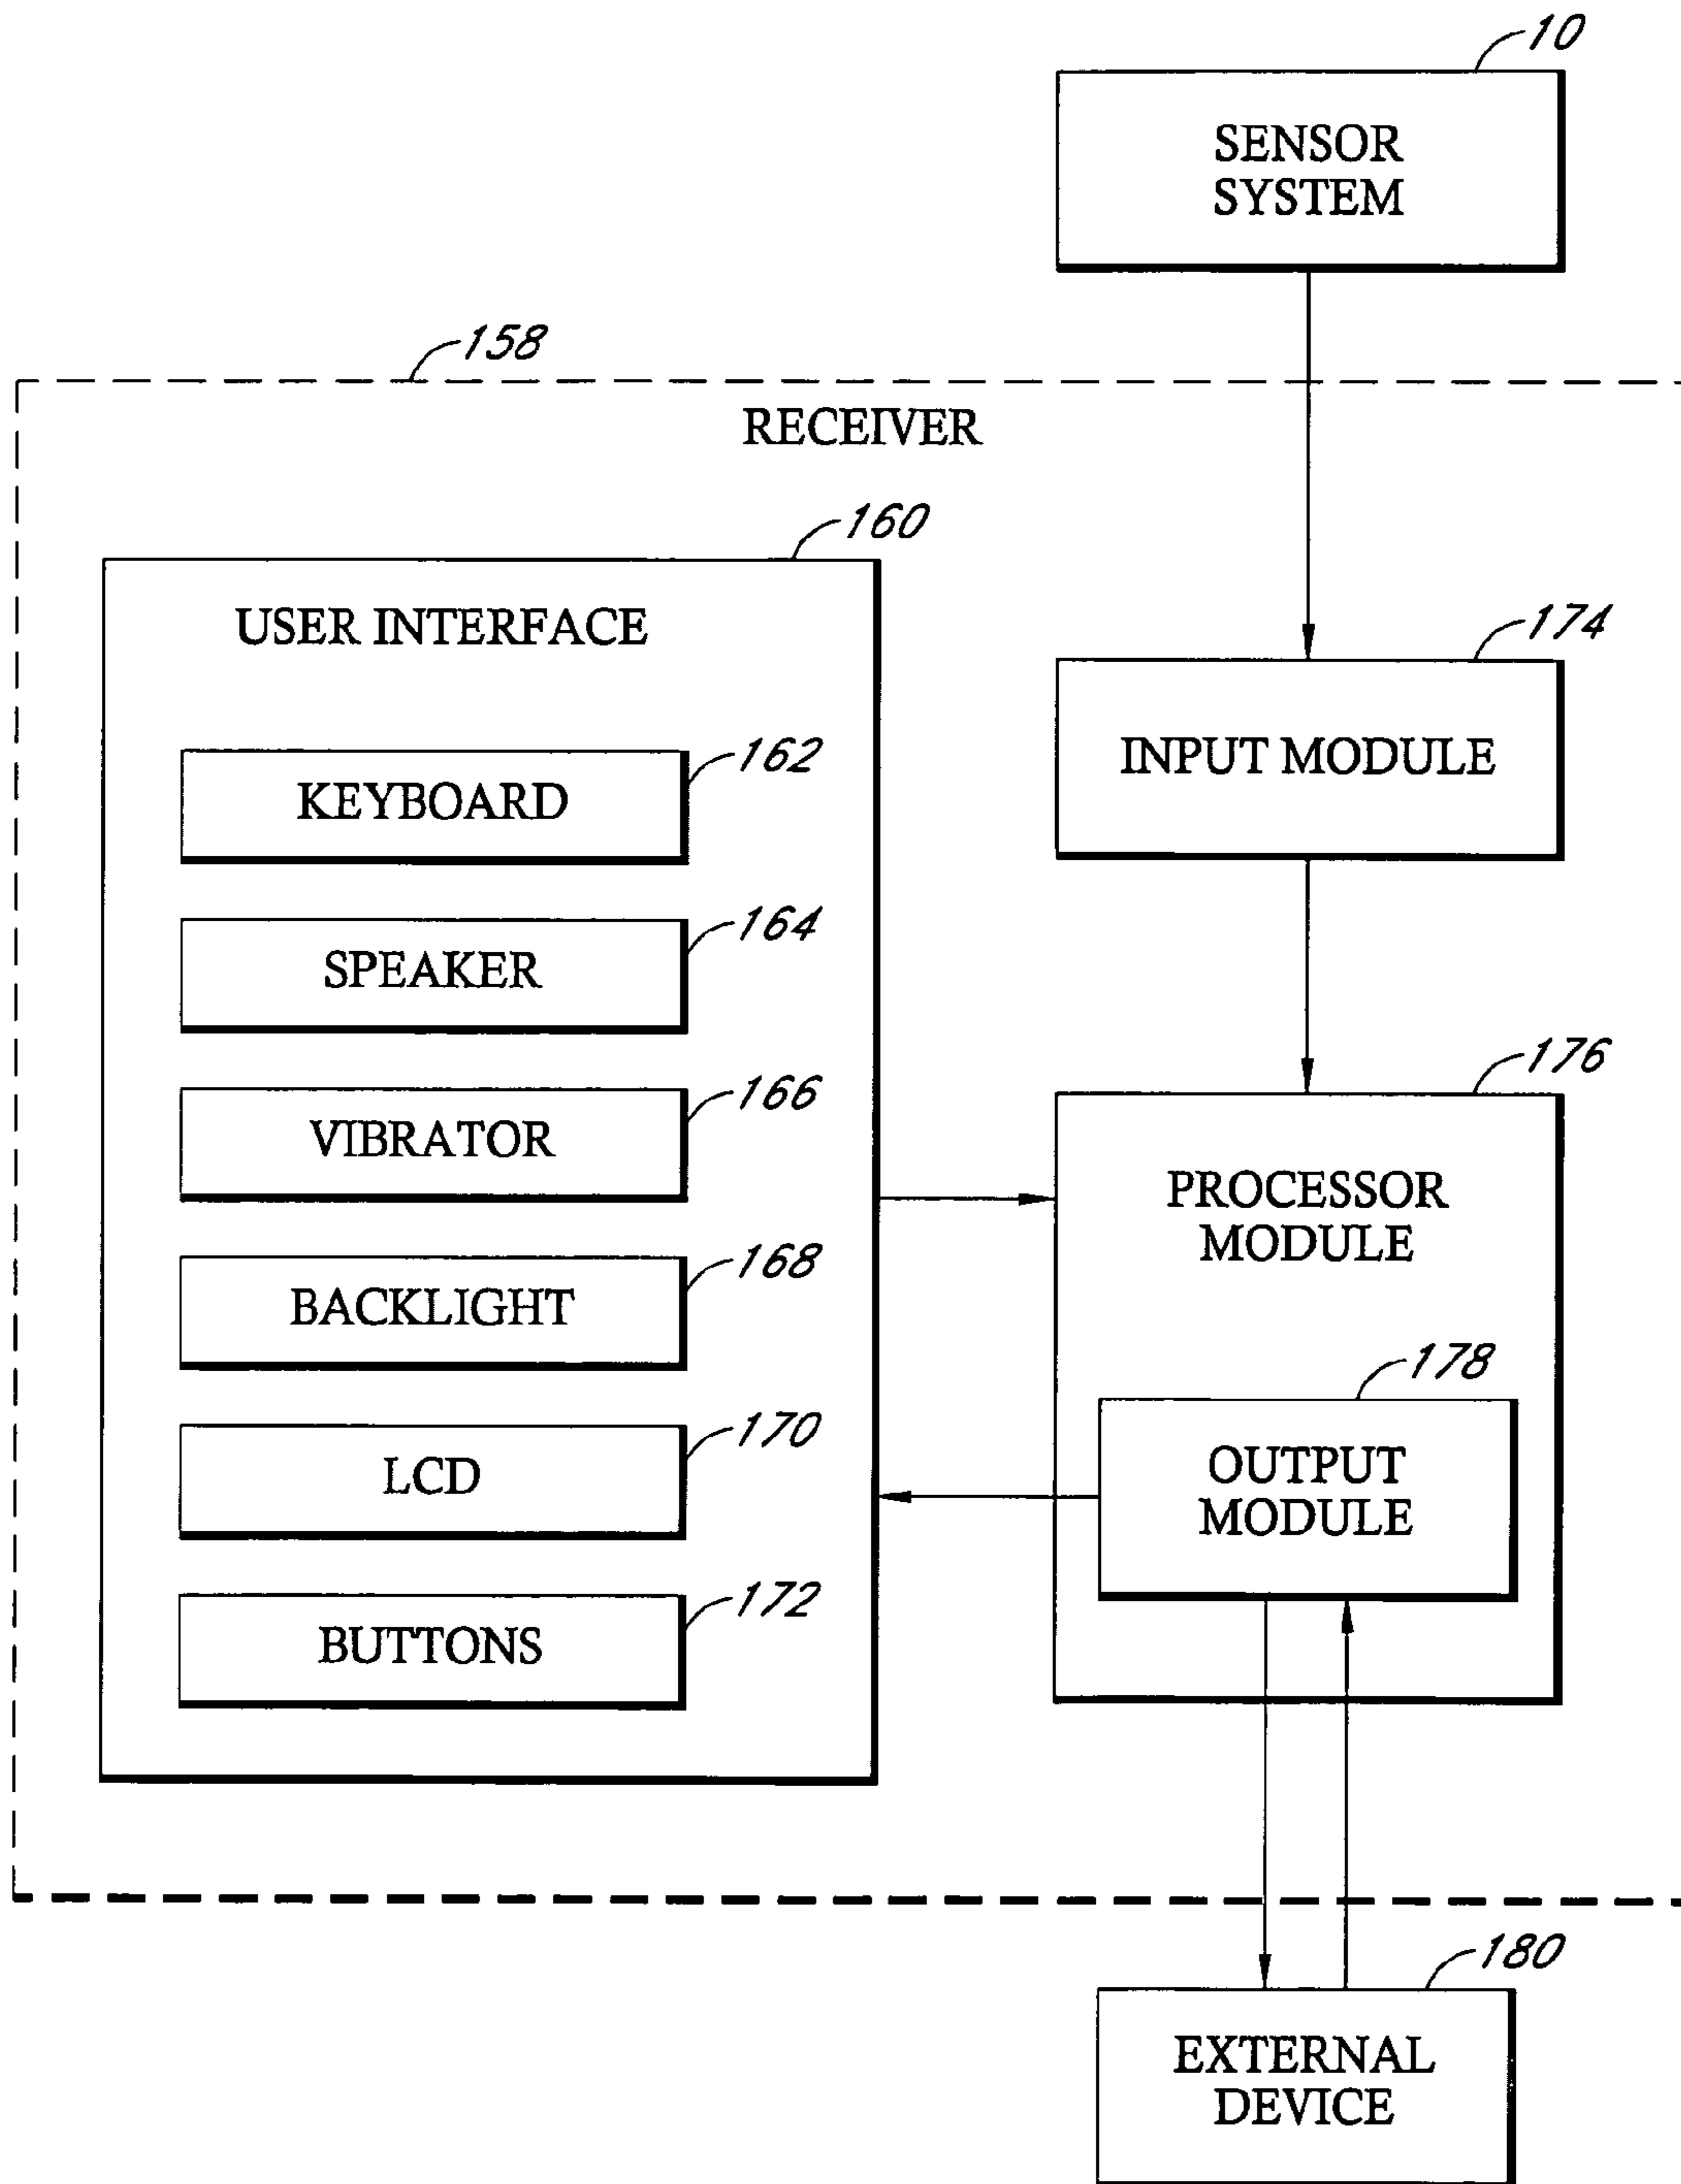 10
SENSOR
SYSTEM
158
RECEIVER
160
USER INTERFACE
174
INPUT MODULE
162
KEYBOARD
164
SPEAKER
166
VIBRATOR
176
PROCESSOR
MODULE
168
BACKLIGHT
178
OUTPUT
MODULE
170
LCD
172
BUTTONS
180
EXTERNAL
DEVICE